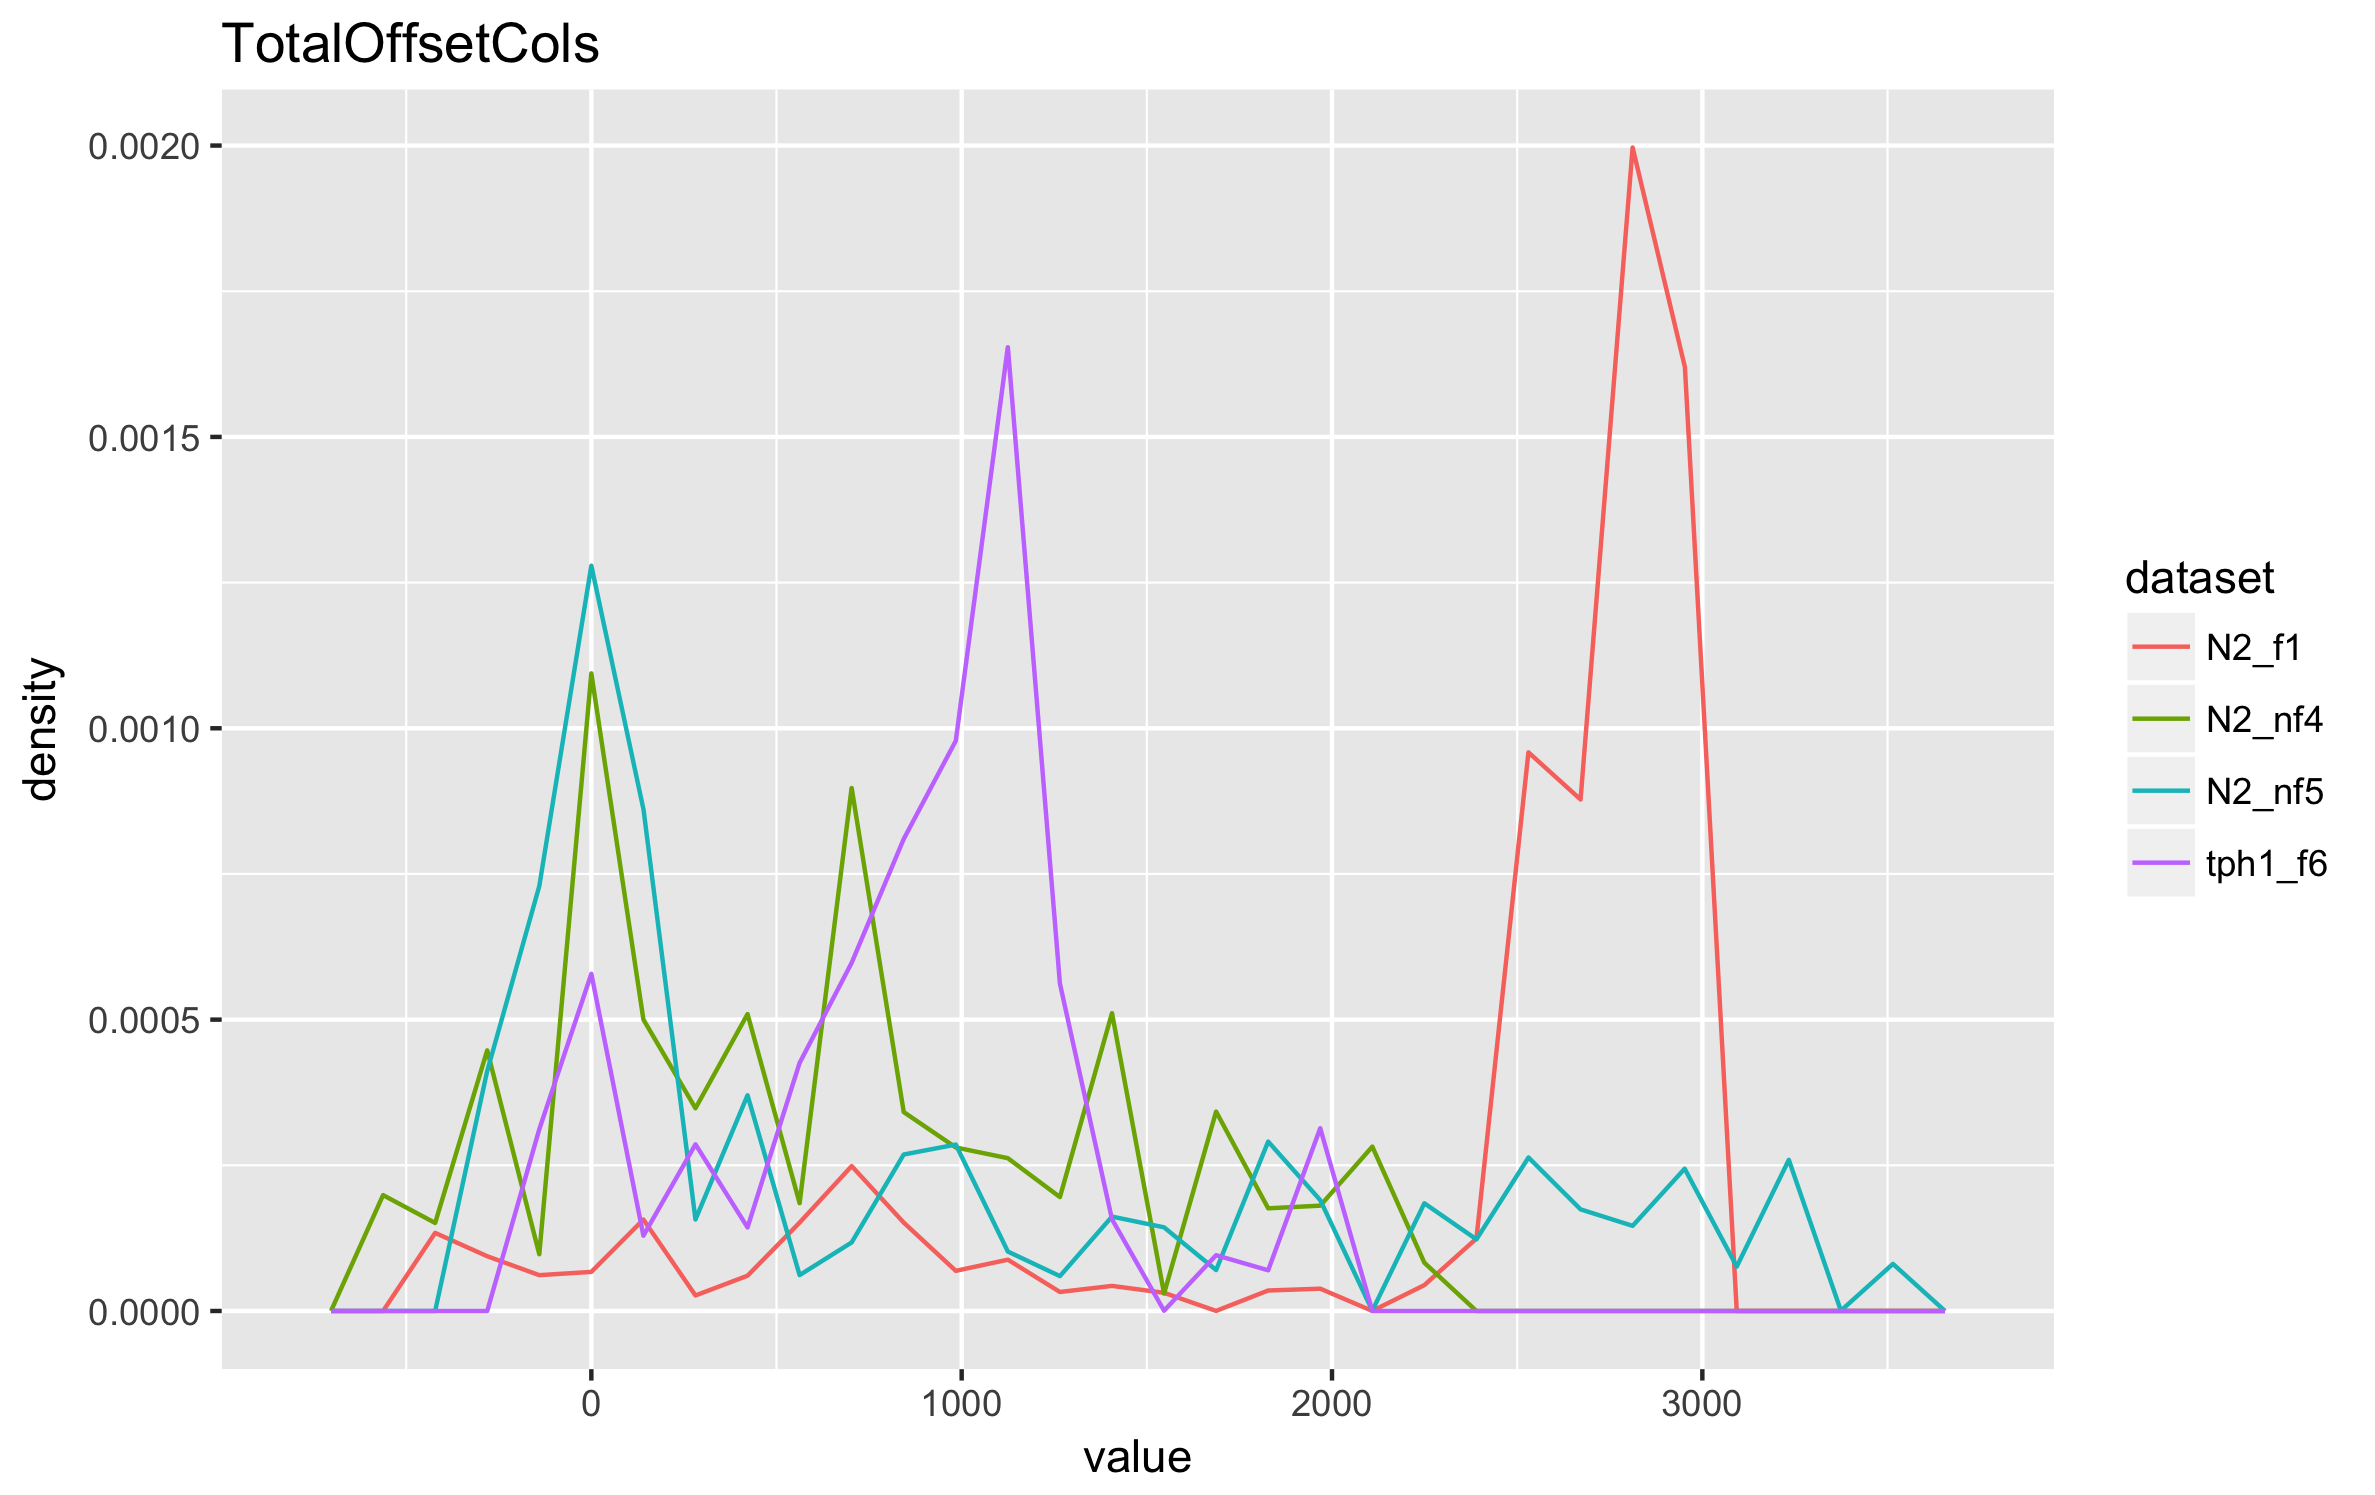 TotalOffsetCols
0.0020
0.0015
0.0010
0.0005
0.0000
density
0 1000 2000 3000
value
dataset
N2_f1
N2_nf4
N2_nf5
tph1_f6